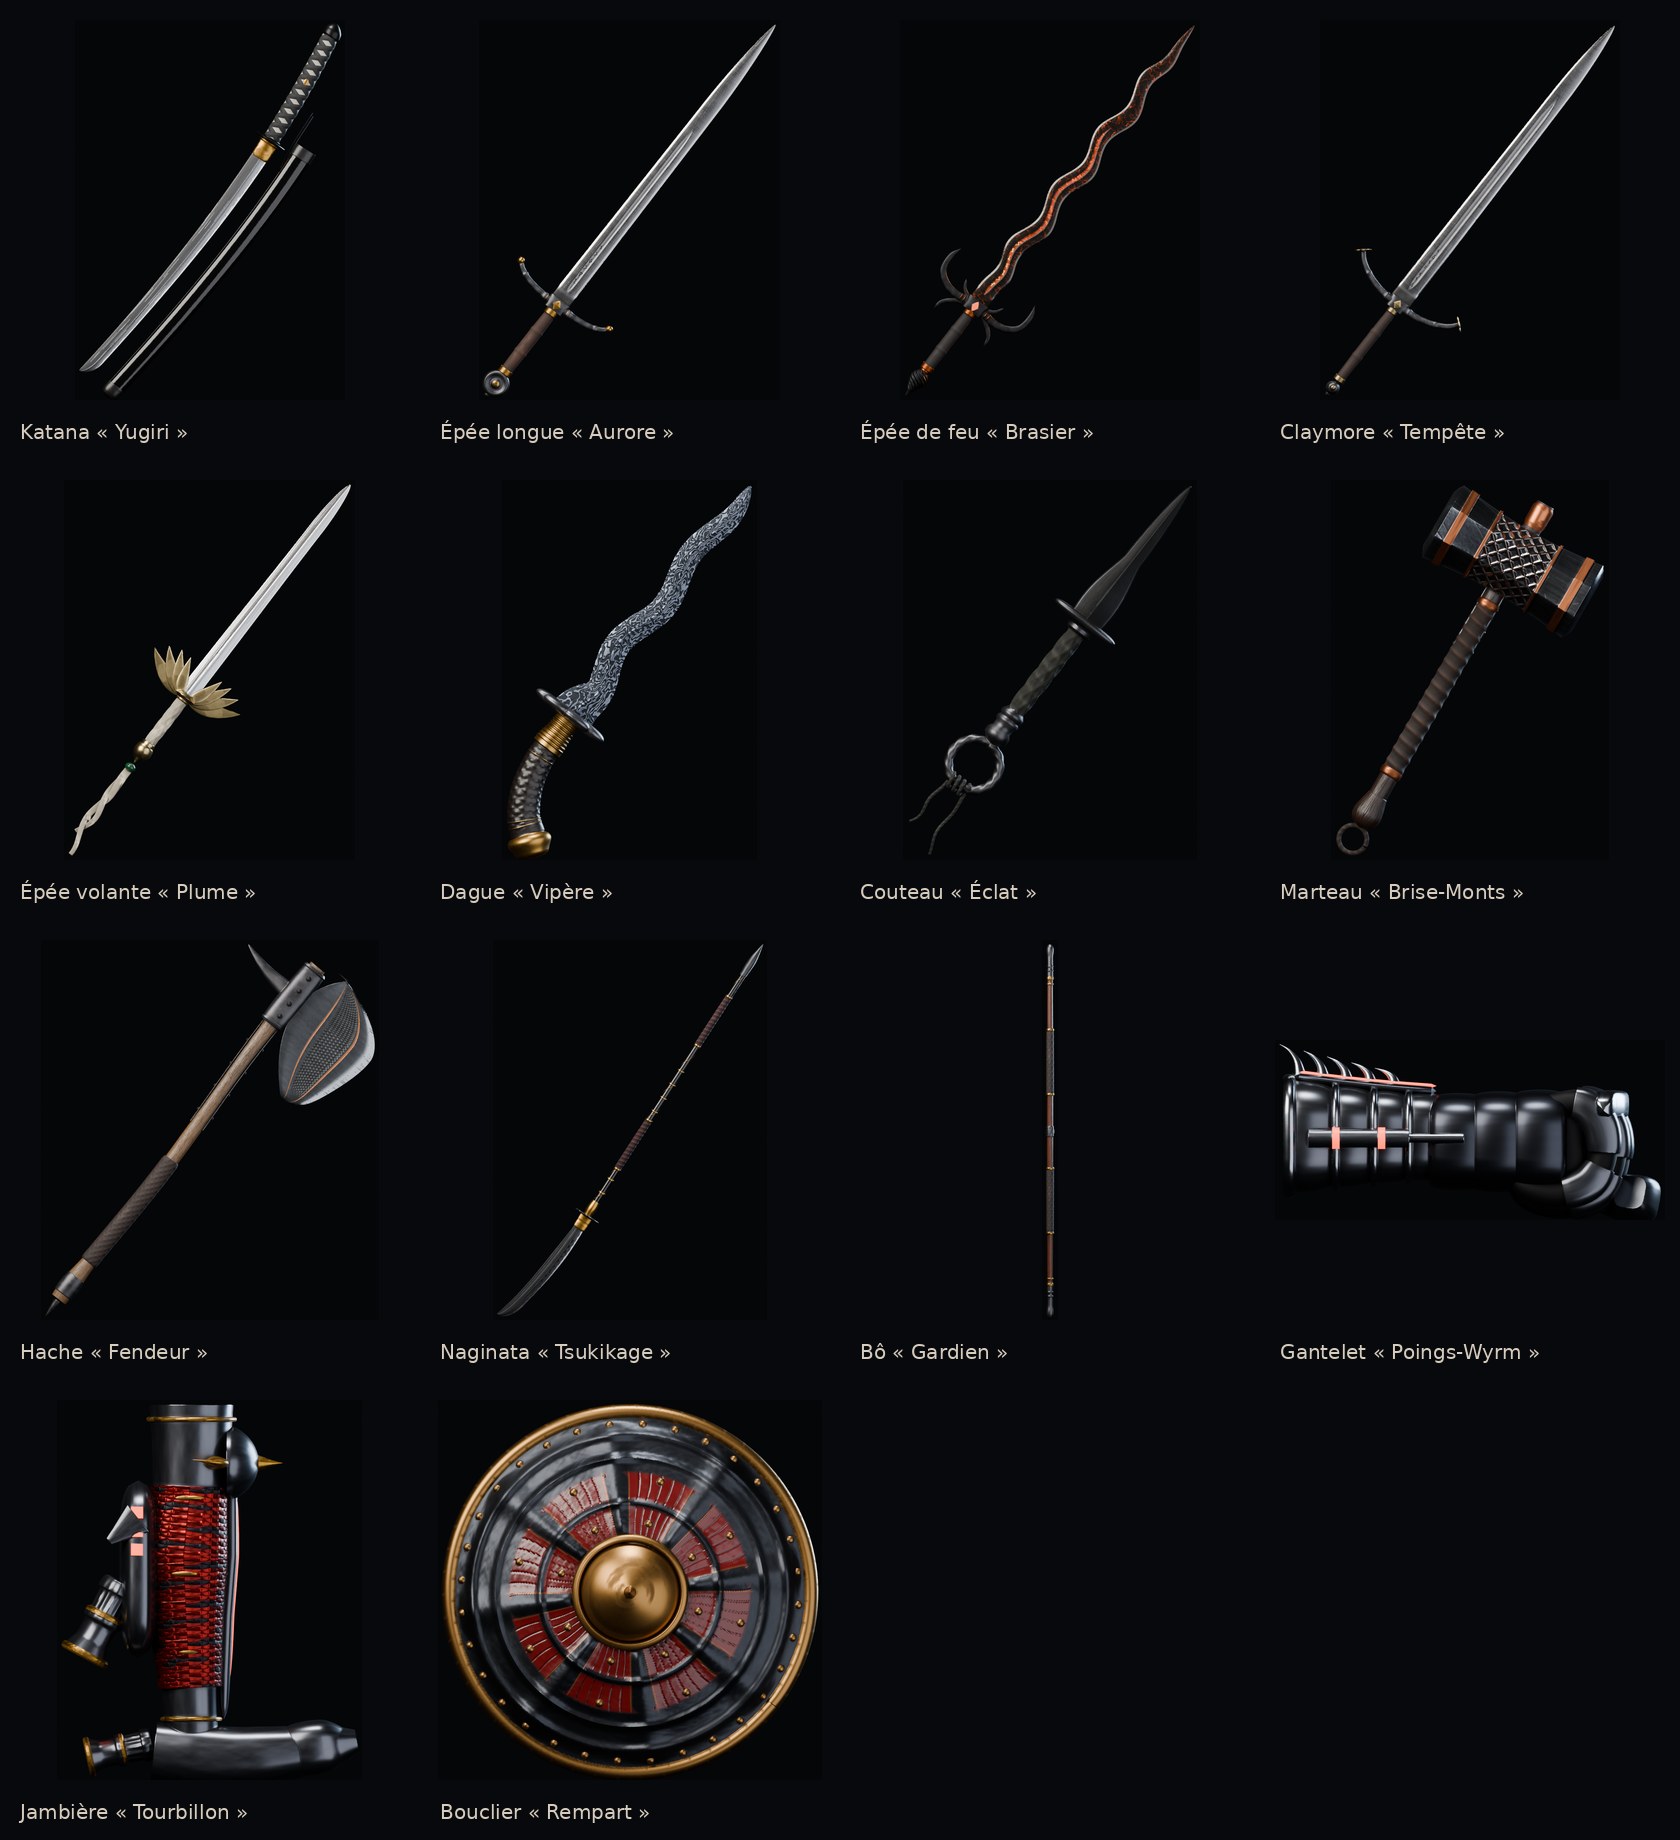 Katana « Yugiri »
Épée longue « Aurore »
Épée de feu « Brasier »
Claymore « Tempête »
Épée volante « Plume »
Dague « Vipère »
Couteau « Éclat »
Marteau « Brise-Monts »
Hache « Fendeur »
Naginata « Tsukikage »
Bô « Gardien »
Gantelet « Poings-Wyrm »
Jambière « Tourbillon »
Bouclier « Rempart »